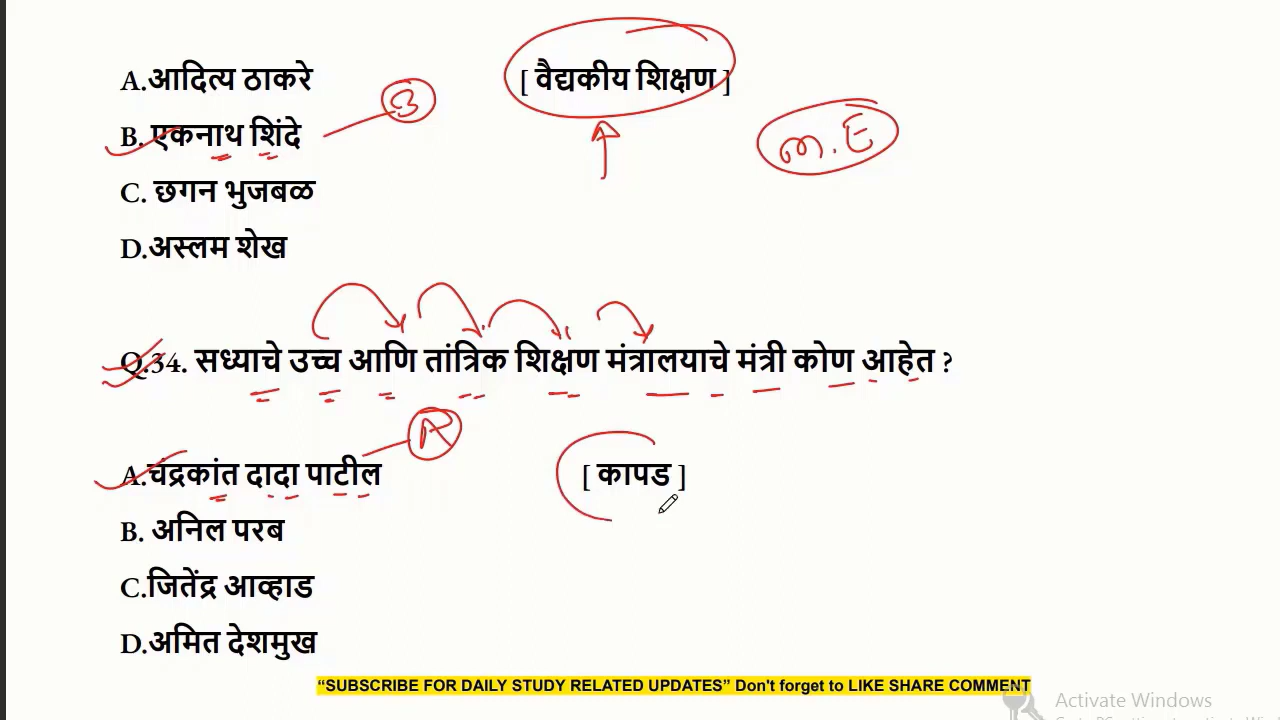 A.आदित्य ठाकरे [ वैद्यकीय शिक्षण ]
B. एकनाथ शिंदे B
M.E
C. छगन भुजबळ
D.अस्लम शेख
Q.34. सध्याचे उच्च आणि तांत्रिक शिक्षण मंत्रालयाचे मंत्री कोण आहेत ?
A.चंद्रकांत दादा पाटील [ कापड ]
B. अनिल परब
C.जितेंद्र आव्हाड
D.अमित देशमुख
“SUBSCRIBE FOR DAILY STUDY RELATED UPDATES” Don't forget to LIKE SHARE COMMENT
Activate Windows